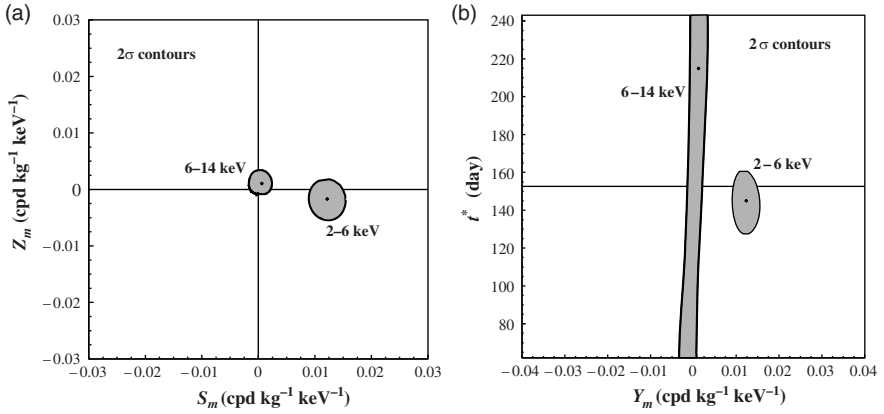 (a)
0.03
0.02
0.01
0
−0.01
−0.02
−0.03
Z_m (cpd kg⁻¹ keV⁻¹)
2σ contours
6–14 keV
2–6 keV
−0.03 −0.02 −0.01 0 0.01 0.02 0.03
S_m (cpd kg⁻¹ keV⁻¹)
(b)
240
220
200
180
160
140
120
100
80
t* (day)
2σ contours
6–14 keV
2–6 keV
−0.04 −0.03 −0.02 −0.01 0 0.01 0.02 0.03 0.04
Y_m (cpd kg⁻¹ keV⁻¹)